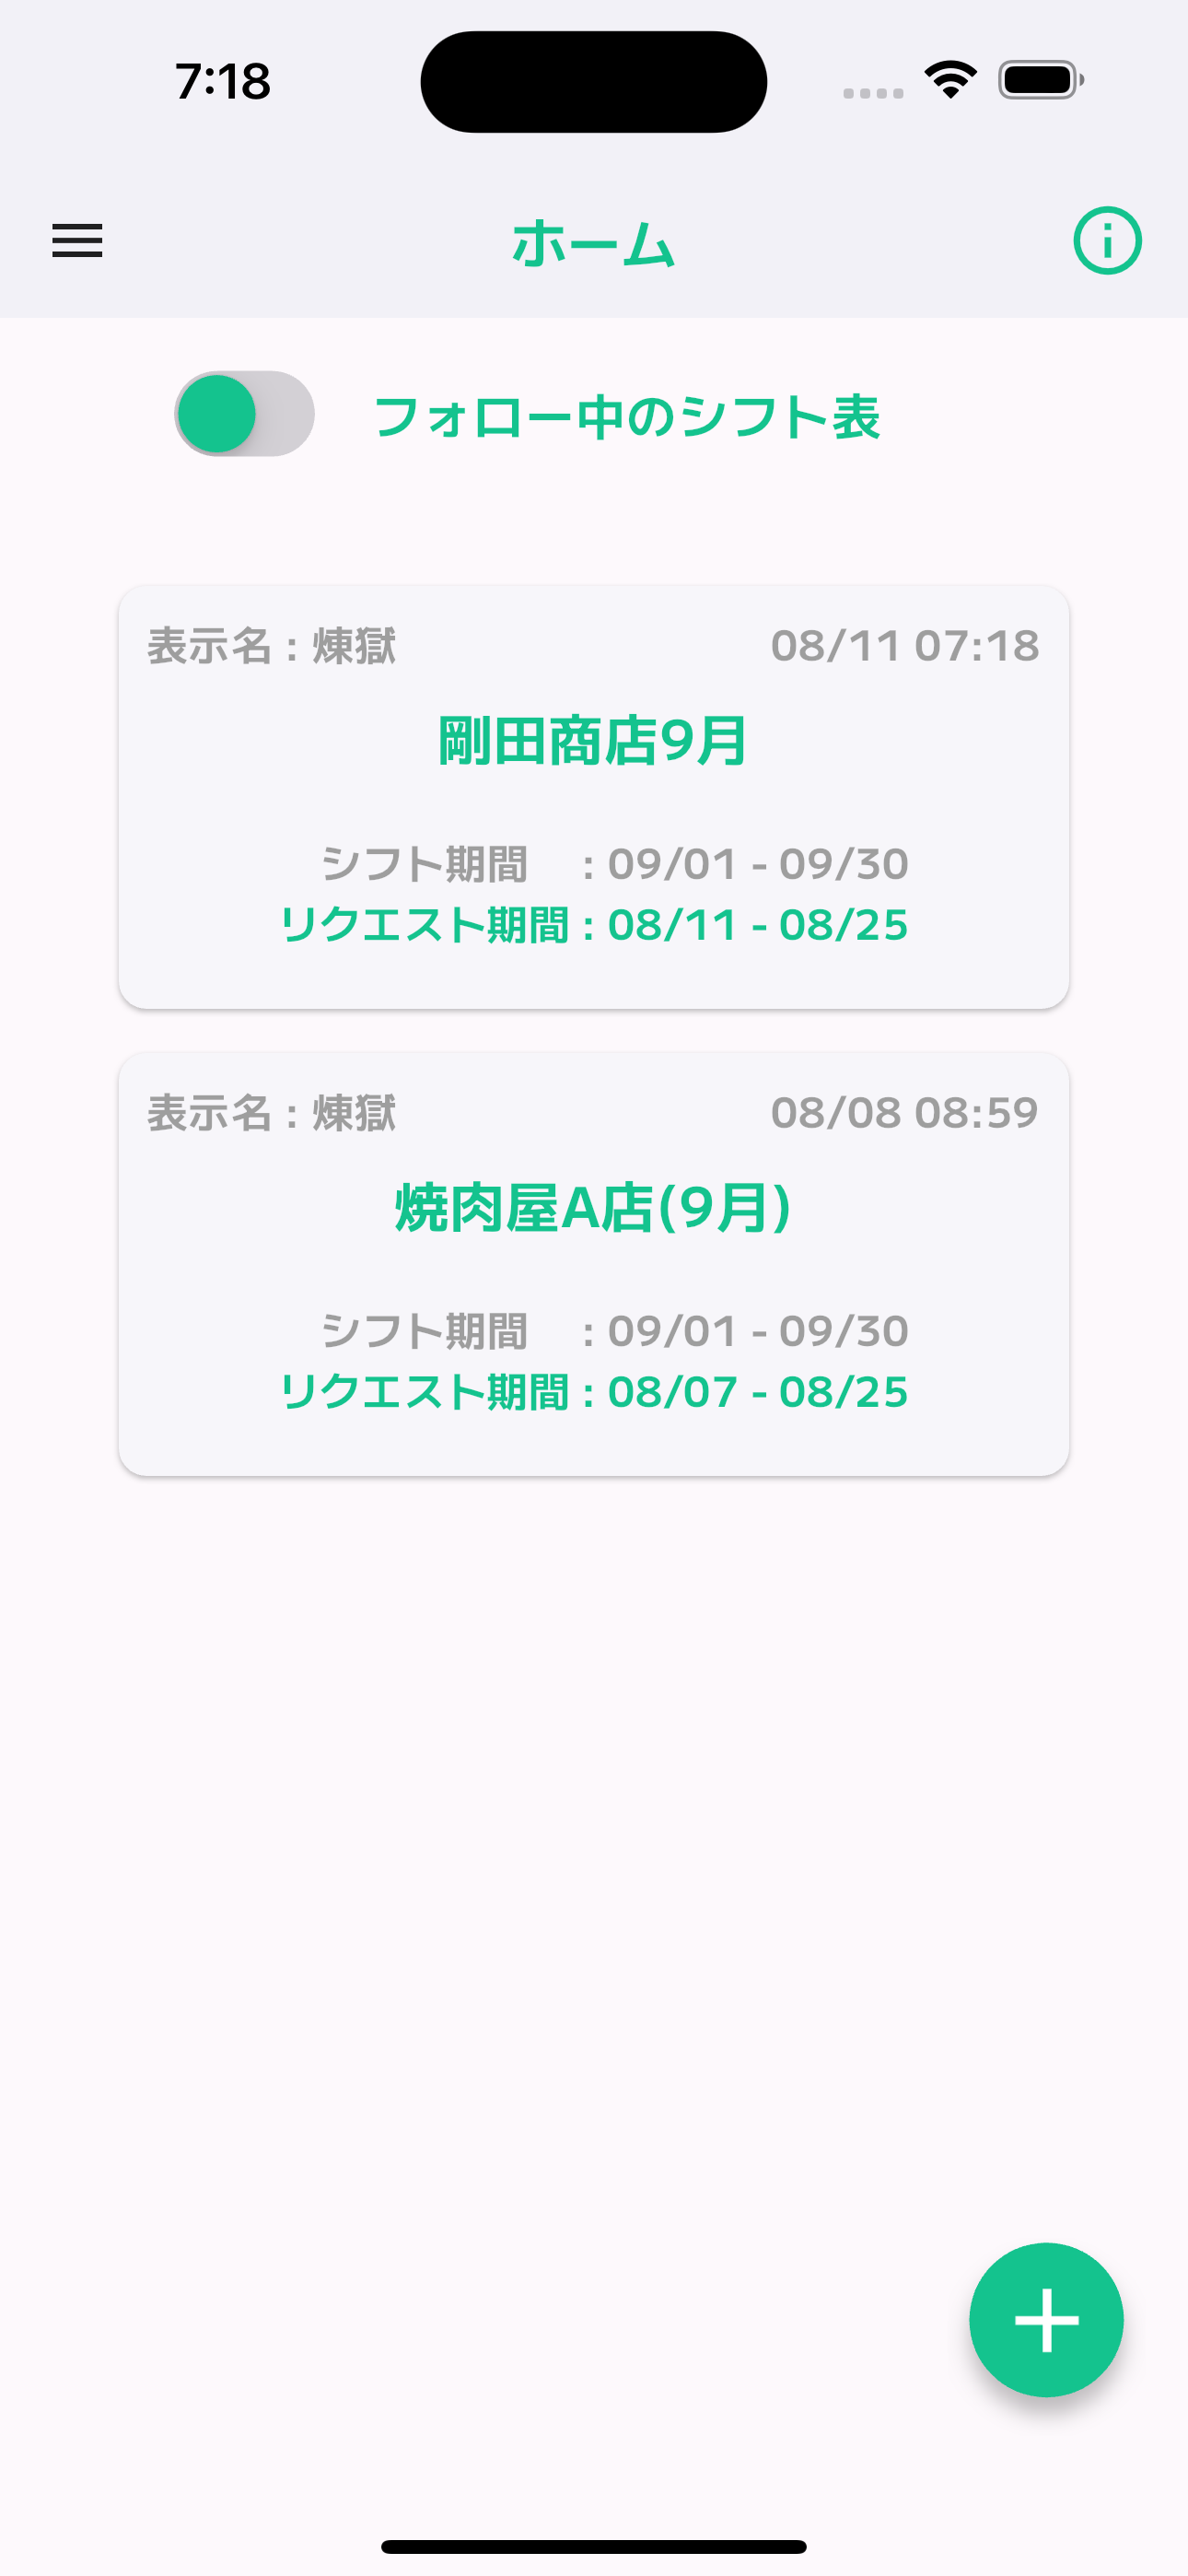 7:18
ホーム
フォロー中のシフト表
表示名 : 煉獄 08/11 07:18
剛田商店9月
シフト期間 : 09/01 - 09/30
リクエスト期間 : 08/11 - 08/25
表示名 : 煉獄 08/08 08:59
焼肉屋A店(9月)
シフト期間 : 09/01 - 09/30
リクエスト期間 : 08/07 - 08/25